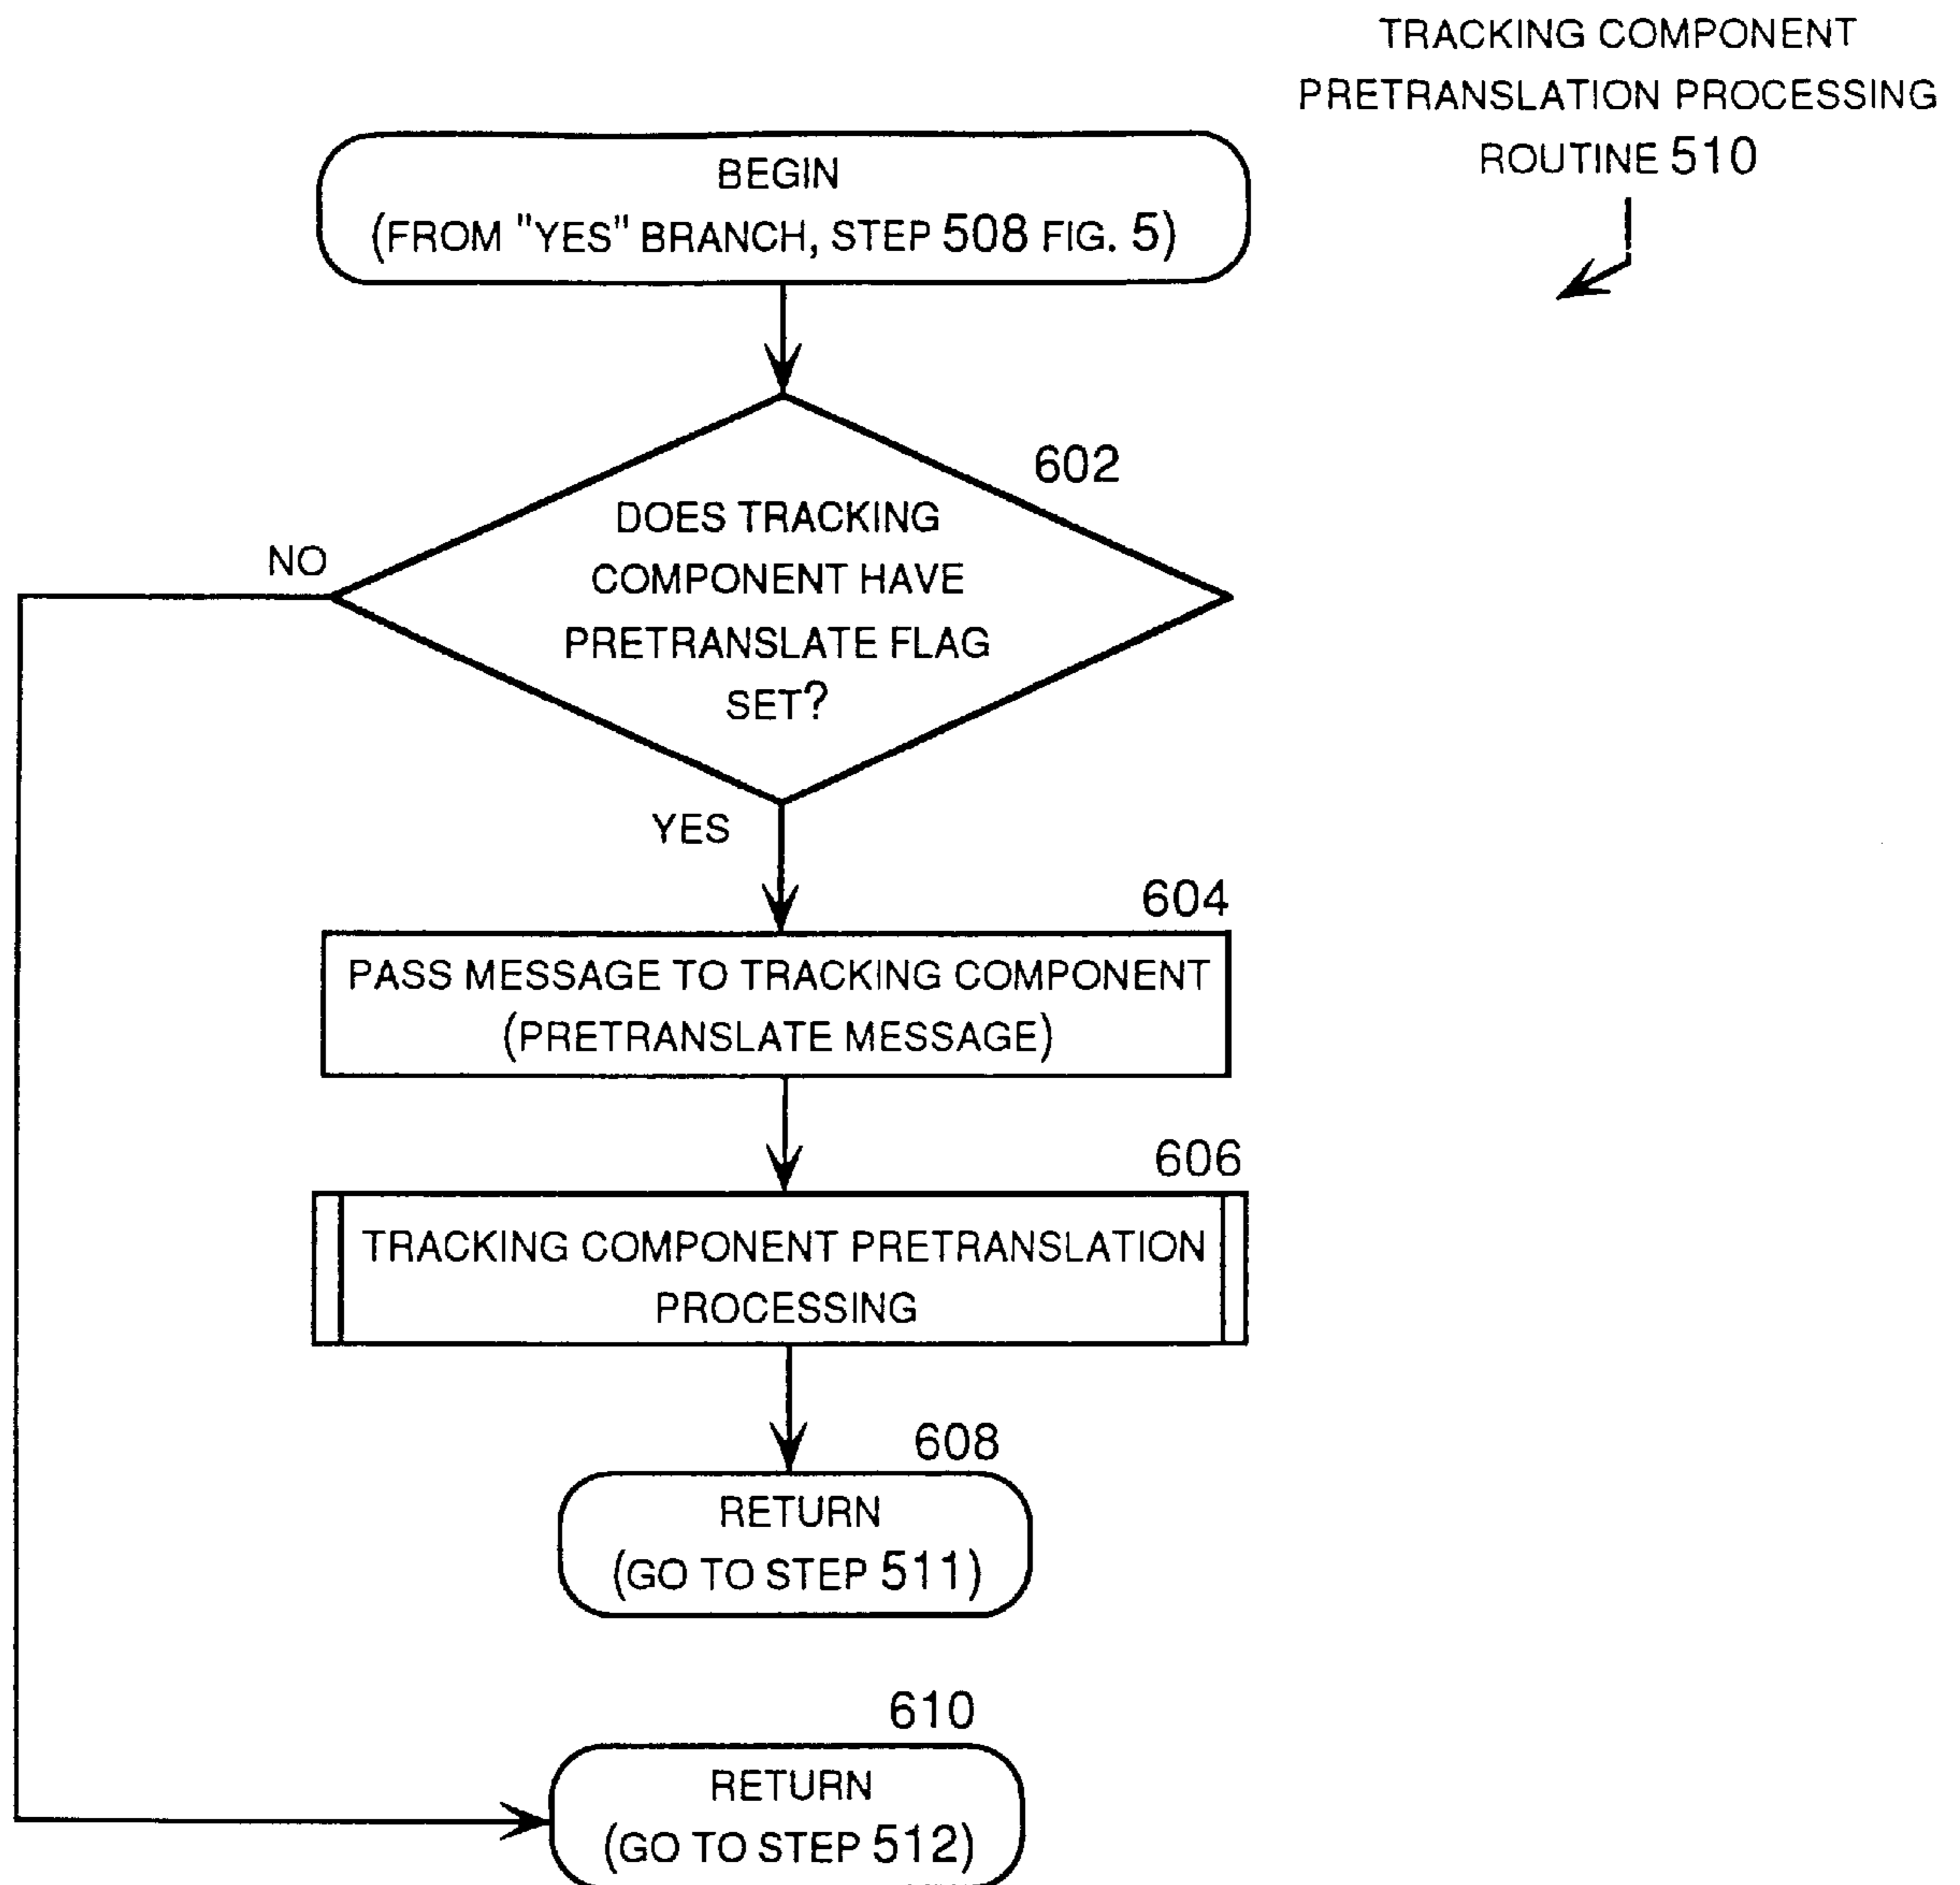 TRACKING COMPONENT
PRETRANSLATION PROCESSING
ROUTINE 510
BEGIN
(FROM "YES" BRANCH, STEP 508 FIG. 5)
602
DOES TRACKING
COMPONENT HAVE
PRETRANSLATE FLAG
SET?
NO
YES
604
PASS MESSAGE TO TRACKING COMPONENT
(PRETRANSLATE MESSAGE)
606
TRACKING COMPONENT PRETRANSLATION
PROCESSING
608
RETURN
(GO TO STEP 511)
610
RETURN
(GO TO STEP 512)